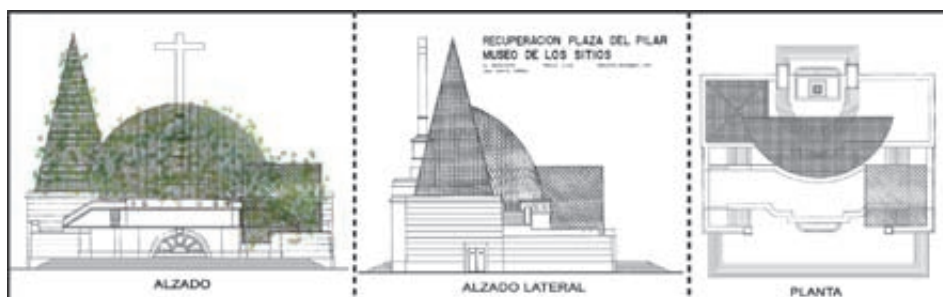 RECUPERACION PLAZA DEL PILAR
MUSEO DE LOS SITIOS
ALZADO
ALZADO LATERAL
PLANTA